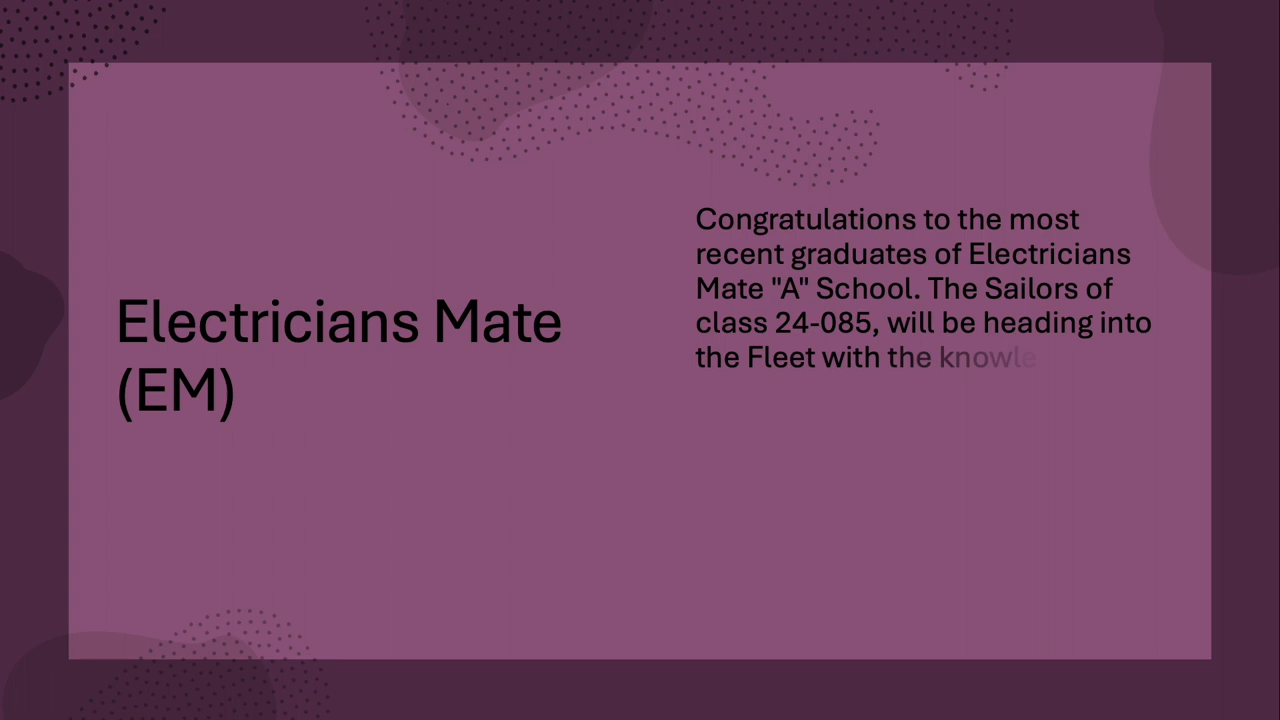 Electricians Mate
(EM)
Congratulations to the most
recent graduates of Electricians
Mate "A" School. The Sailors of
class 24-085, will be heading into
the Fleet with the knowle